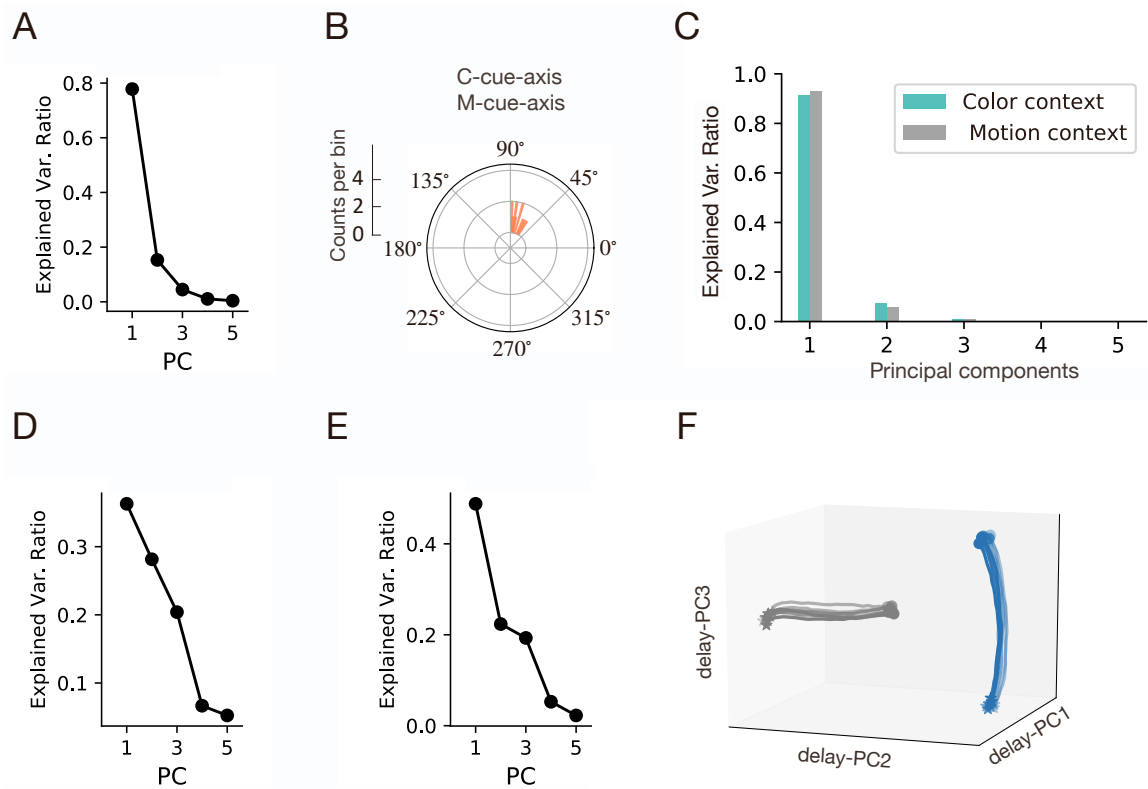 A
Explained Var. Ratio
0.8
0.6
0.4
0.2
0.0
1
3
5
PC
B
C-cue-axis
M-cue-axis
Counts per bin
4
2
0
90°
45°
0°
315°
270°
225°
180°
135°
C
Explained Var. Ratio
1.0
0.8
0.6
0.4
0.2
0.0
Color context
Motion context
1
2
3
4
5
Principal components
D
Explained Var. Ratio
0.3
0.2
0.1
1
3
5
PC
E
Explained Var. Ratio
0.4
0.2
0.0
1
3
5
PC
F
delay-PC3
delay-PC2
delay-PC1